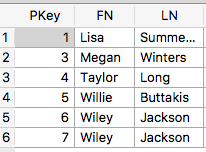 PKey FN LN
1 1 Lisa Summe...
2 3 Megan Winters
3 4 Taylor Long
4 5 Willie Buttakis
5 6 Wiley Jackson
6 7 Wiley Jackson